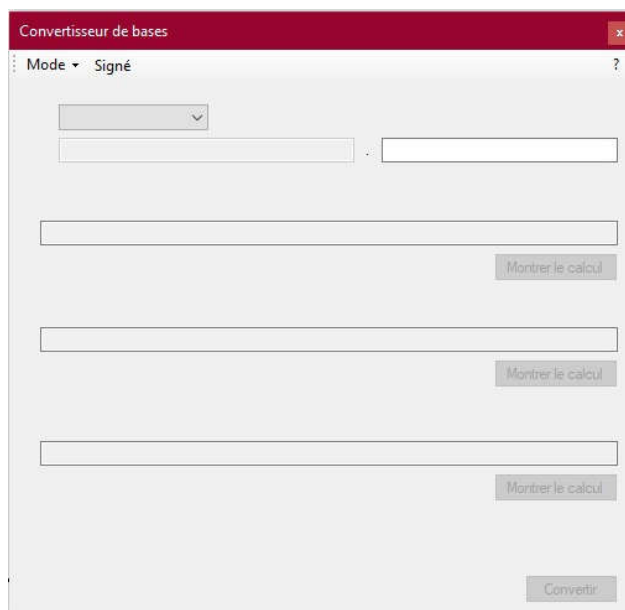 Convertisseur de bases
x
Mode Signé ?
.
Montrer le calcul
Montrer le calcul
Montrer le calcul
Convertir